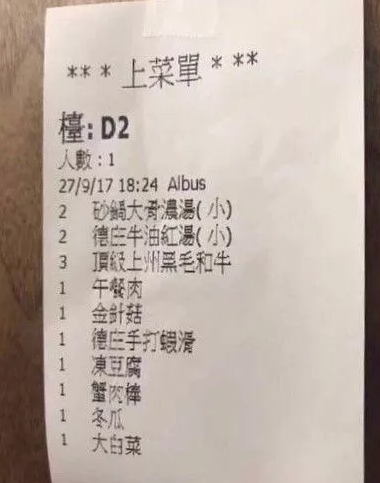 ** * 上菜單 * **
檯: D2
人數 : 1
27/9/17 18:24 Albus
2 砂鍋大骨濃湯( 小)
2 德庄牛油紅湯( 小)
3 頂級上州黑毛和牛
1 午餐肉
1 金針菇
1 德庄手打蝦滑
1 凍豆腐
1 蟹肉棒
1 冬瓜
1 大白菜